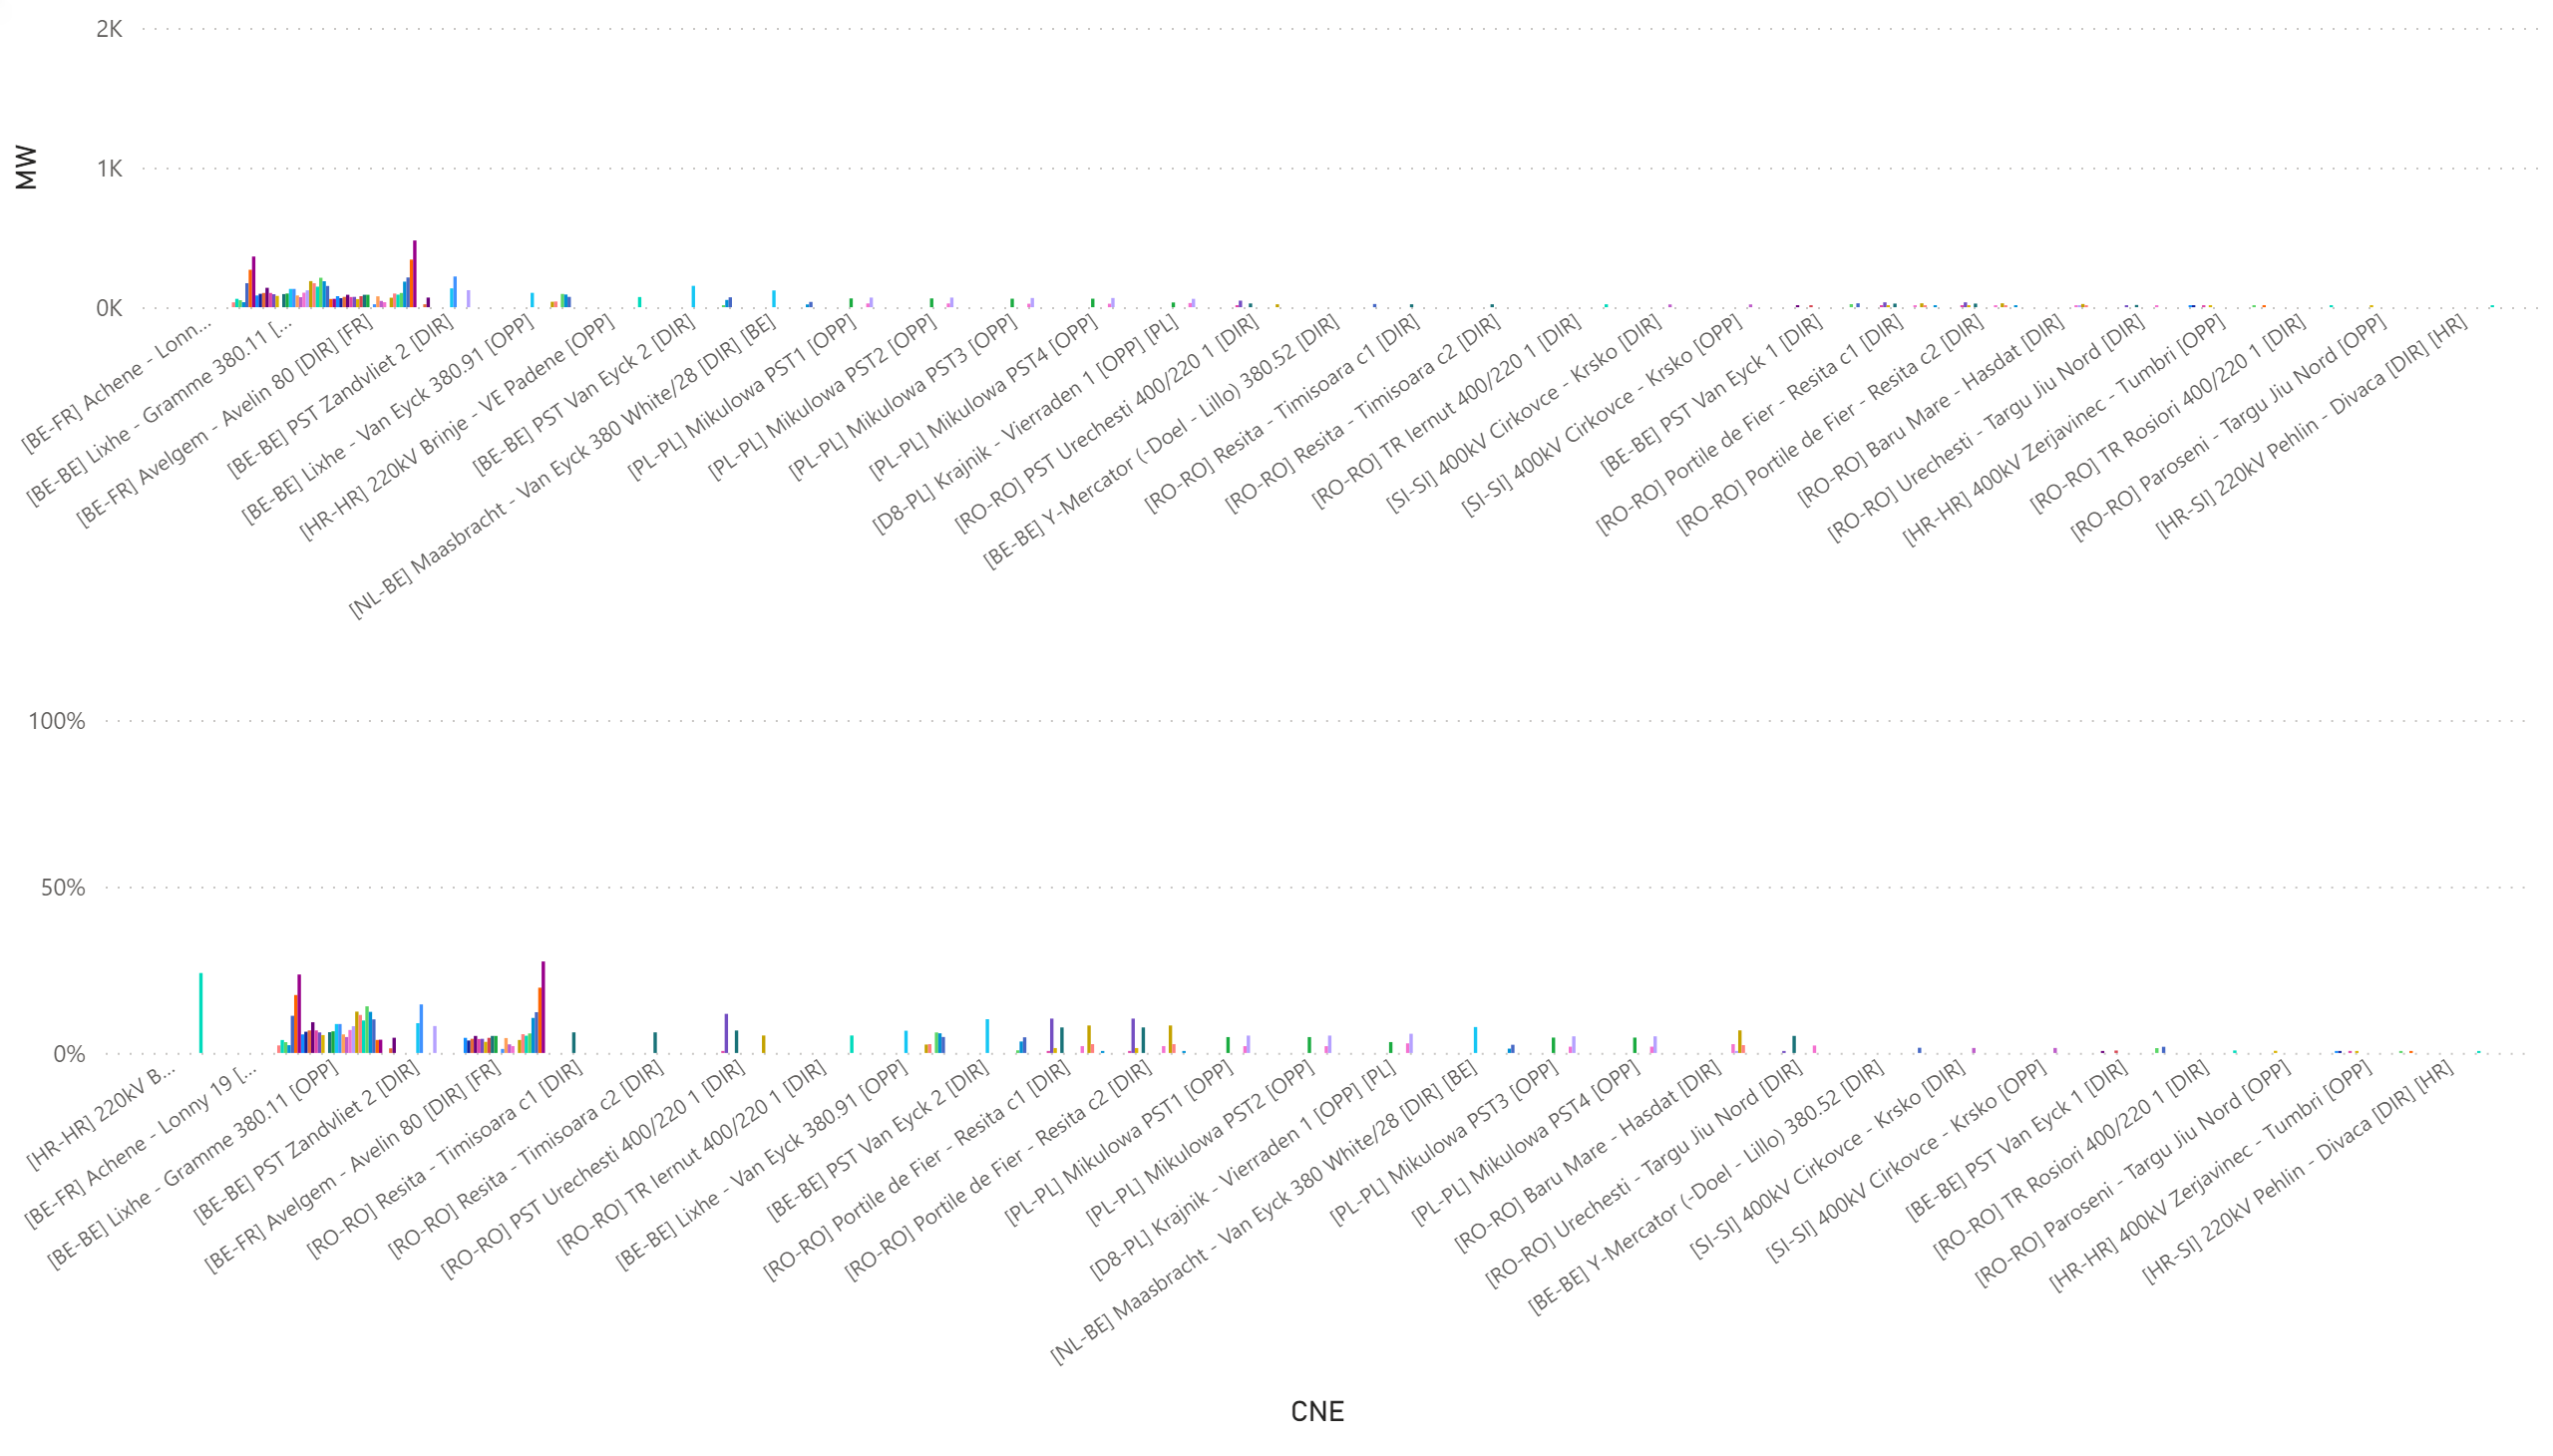 2K
1K
0K
MW
[BE-FR] Achene - Lonn...
[BE-BE] Lixhe - Gramme 380.11 [...
[BE-FR] Avelgem - Avelin 80 [DIR] [FR]
[BE-BE] PST Zandvliet 2 [DIR]
[BE-BE] Lixhe - Van Eyck 380.91 [OPP]
[HR-HR] 220kV Brinje - VE Padene [OPP]
[BE-BE] PST Van Eyck 2 [DIR]
[NL-BE] Maasbracht - Van Eyck 380 White/28 [DIR] [BE]
[PL-PL] Mikulowa PST1 [OPP]
[PL-PL] Mikulowa PST2 [OPP]
[PL-PL] Mikulowa PST3 [OPP]
[PL-PL] Mikulowa PST4 [OPP]
[D8-PL] Krajnik - Vierraden 1 [OPP] [PL]
[RO-RO] PST Urechesti 400/220 1 [DIR]
[BE-BE] Y-Mercator (-Doel - Lillo) 380.52 [DIR]
[RO-RO] Resita - Timisoara c1 [DIR]
[RO-RO] Resita - Timisoara c2 [DIR]
[RO-RO] TR Iernut 400/220 1 [DIR]
[SI-SI] 400kV Cirkovce - Krsko [DIR]
[SI-SI] 400kV Cirkovce - Krsko [OPP]
[BE-BE] PST Van Eyck 1 [DIR]
[RO-RO] Portile de Fier - Resita c1 [DIR]
[RO-RO] Portile de Fier - Resita c2 [DIR]
[RO-RO] Baru Mare - Hasdat [DIR]
[RO-RO] Urechesti - Targu Jiu Nord [DIR]
[HR-HR] 400kV Zerjavinec - Tumbri [OPP]
[RO-RO] TR Rosiori 400/220 1 [DIR]
[RO-RO] Paroseni - Targu Jiu Nord [OPP]
[HR-SI] 220kV Pehlin - Divaca [DIR] [HR]
100%
50%
0%
[HR-HR] 220kV B...
[BE-FR] Achene - Lonny 19 [...
[BE-BE] Lixhe - Gramme 380.11 [OPP]
[BE-BE] PST Zandvliet 2 [DIR]
[BE-FR] Avelgem - Avelin 80 [DIR] [FR]
[RO-RO] Resita - Timisoara c1 [DIR]
[RO-RO] Resita - Timisoara c2 [DIR]
[RO-RO] PST Urechesti 400/220 1 [DIR]
[RO-RO] TR Iernut 400/220 1 [DIR]
[BE-BE] Lixhe - Van Eyck 380.91 [OPP]
[BE-BE] PST Van Eyck 2 [DIR]
[RO-RO] Portile de Fier - Resita c1 [DIR]
[RO-RO] Portile de Fier - Resita c2 [DIR]
[PL-PL] Mikulowa PST1 [OPP]
[PL-PL] Mikulowa PST2 [OPP]
[D8-PL] Krajnik - Vierraden 1 [OPP] [PL]
[NL-BE] Maasbracht - Van Eyck 380 White/28 [DIR] [BE]
[PL-PL] Mikulowa PST3 [OPP]
[PL-PL] Mikulowa PST4 [OPP]
[RO-RO] Baru Mare - Hasdat [DIR]
[RO-RO] Urechesti - Targu Jiu Nord [DIR]
[BE-BE] Y-Mercator (-Doel - Lillo) 380.52 [DIR]
[SI-SI] 400kV Cirkovce - Krsko [DIR]
[SI-SI] 400kV Cirkovce - Krsko [OPP]
[BE-BE] PST Van Eyck 1 [DIR]
[RO-RO] TR Rosiori 400/220 1 [DIR]
[RO-RO] Paroseni - Targu Jiu Nord [OPP]
[HR-HR] 400kV Zerjavinec - Tumbri [OPP]
[HR-SI] 220kV Pehlin - Divaca [DIR] [HR]
CNE